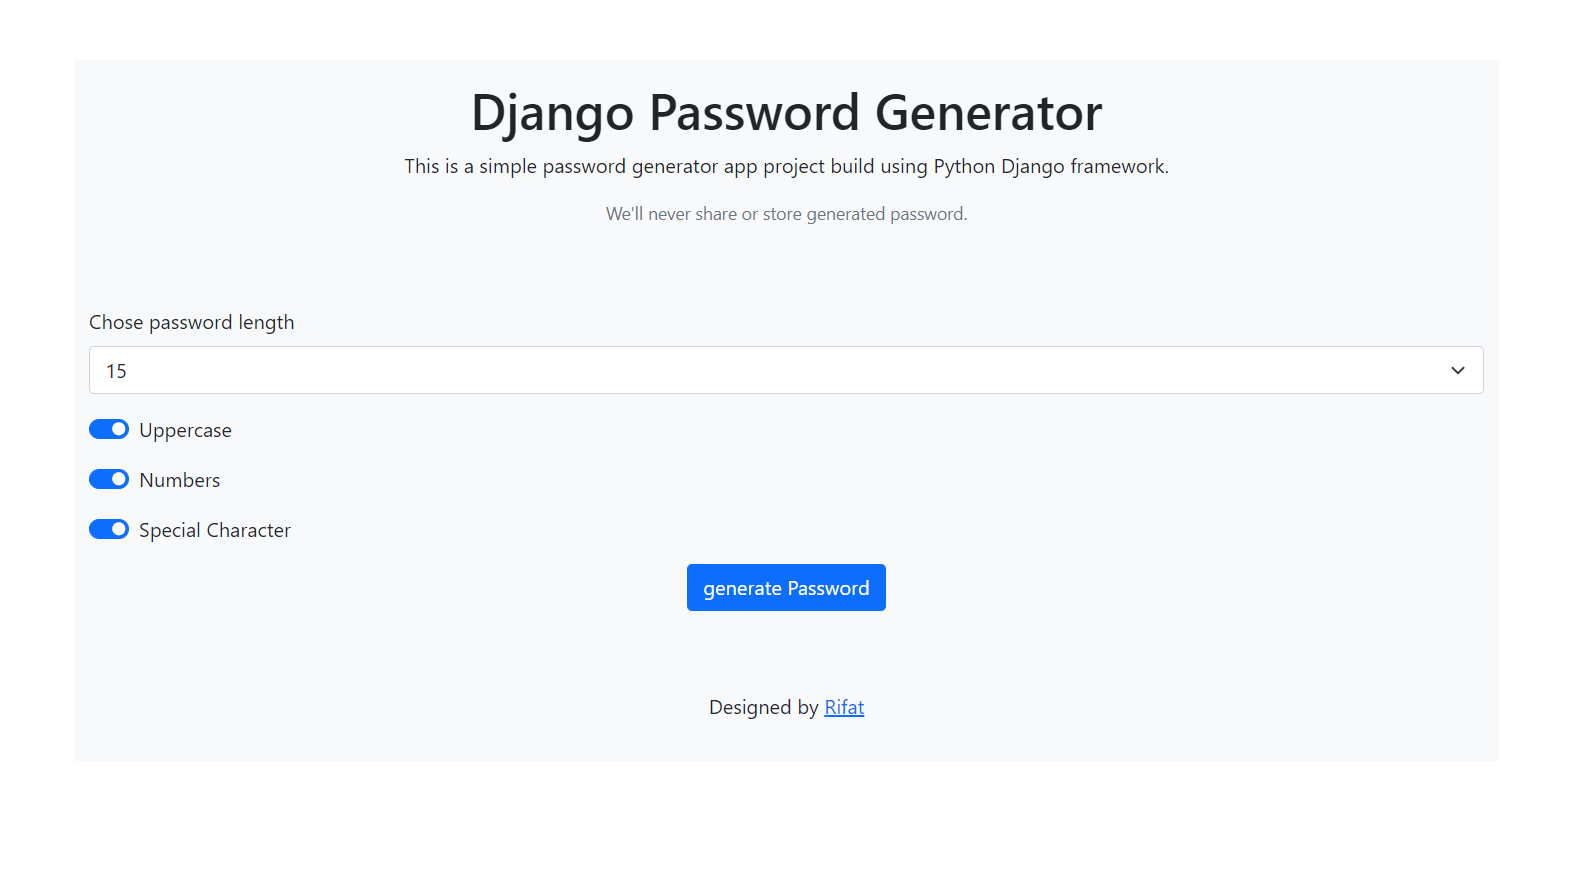 Django Password Generator
This is a simple password generator app project build using Python Django framework.
We'll never share or store generated password.
Chose password length
15
Uppercase
Numbers
Special Character
generate Password
Designed by Rifat